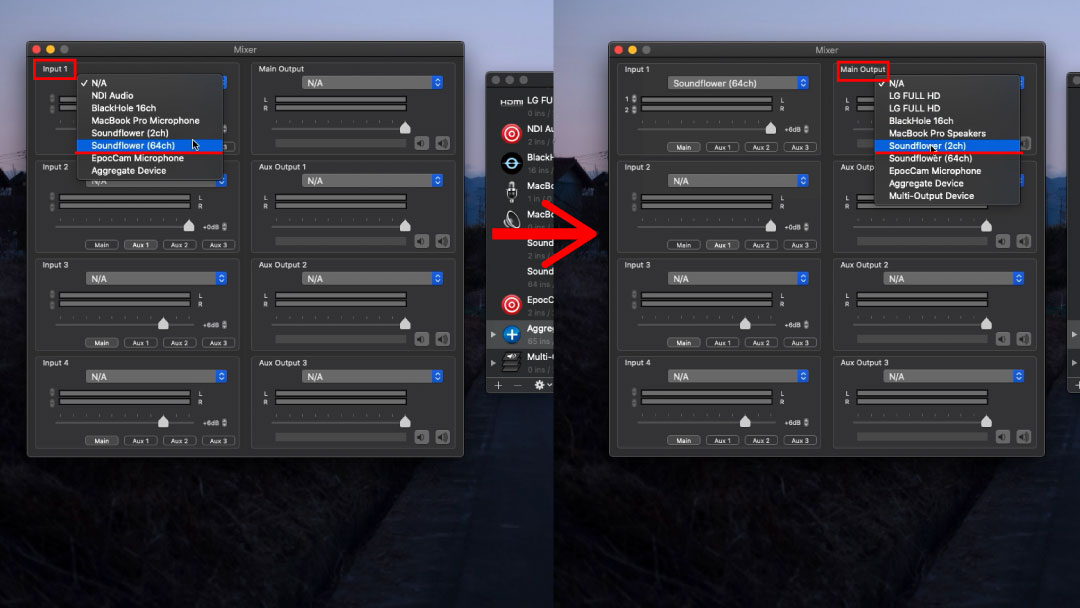 Mixer
Input 1
N/A
NDI Audio
BlackHole 16ch
MacBook Pro Microphone
Soundflower (2ch)
Soundflower (64ch)
EpocCam Microphone
Aggregate Device
Main Output
N/A
L
R
Input 2
N/A
L
R
+0dB
Main Aux 1 Aux 2 Aux 3
Aux Output 1
N/A
L
R
Input 3
N/A
L
R
+6dB
Main Aux 1 Aux 2 Aux 3
Aux Output 2
N/A
L
R
Input 4
N/A
L
R
+6dB
Main Aux 1 Aux 2 Aux 3
Aux Output 3
N/A
L
R
HDMI LG FU
NDI Au
BlackH
16 ins /
MacBo
1 in /
MacBo
Sound
2 ins /
Sound
64 ins
EpocC
2 ins /
Aggreg
65 ins /
Multi-O
0 ins /
Mixer
Input 1
Soundflower (64ch)
1
2
L
R
+6dB
Main Aux 1 Aux 2 Aux 3
Main Output
N/A
LG FULL HD
LG FULL HD
BlackHole 16ch
MacBook Pro Speakers
Soundflower (2ch)
Soundflower (64ch)
EpocCam Microphone
Aggregate Device
Multi-Output Device
L
R
Input 2
N/A
L
R
+0dB
Main Aux 1 Aux 2 Aux 3
Aux Outp
L
R
Input 3
N/A
L
R
+6dB
Main Aux 1 Aux 2 Aux 3
Aux Output 2
N/A
L
R
Input 4
N/A
L
R
+6dB
Main Aux 1 Aux 2 Aux 3
Aux Output 3
N/A
L
R